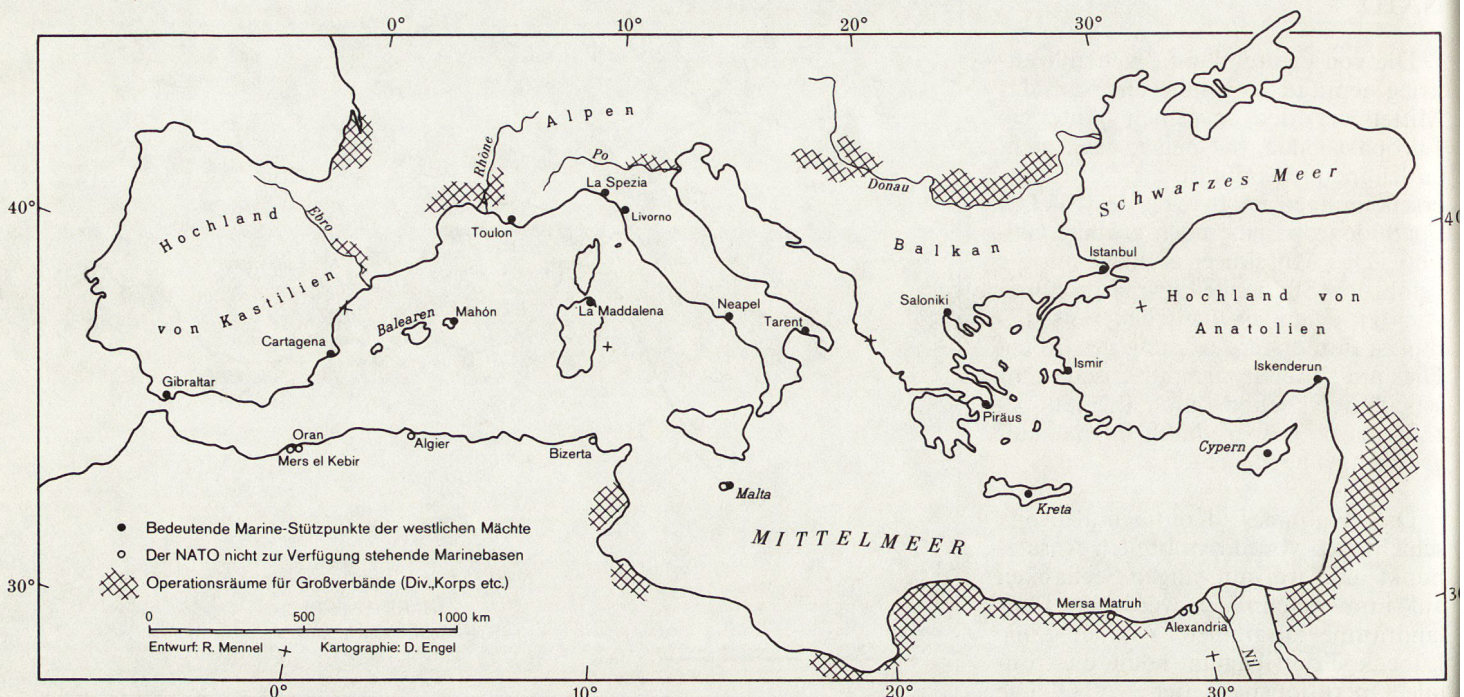 0° 10° 20° 30°
Alpen
Rhône
Po
La Spezia
Livorno
Donau
Schwarzes Meer
40° 40
Hochland
Ebro
Toulon
Balkan
Istanbul
von Kastilien
Balearen
Mahón
La Maddalena
Neapel
Tarent
Saloniki
Hochland von
Anatolien
Cartagena
Ismir
Iskenderun
Gibraltar
Piräus
Oran
Mers el Kebir
Algier
Bizerta
Cypern
Malta
Kreta
MITTELMEER
Bedeutende Marine-Stützpunkte der westlichen Mächte
Der NATO nicht zur Verfügung stehende Marinebasen
Operationsräume für Großverbände (Div.,Korps etc.)
30° 30
Mersa Matruh
Alexandria
Nil
0 500 1000 km
Entwurf: R. Mennel Kartographie: D. Engel
0° 10° 20° 30°